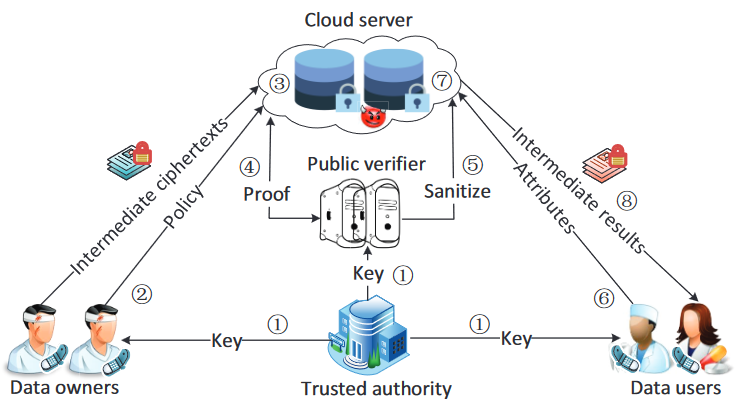 Cloud server
③
⑦
Intermediate ciphertexts
Policy
④
Proof
Public verifier
⑤
Sanitize
Intermediate results
Attributes
⑧
②
Key ①
⑥
①
Key
①
Key
Data owners
Trusted authority
Data users